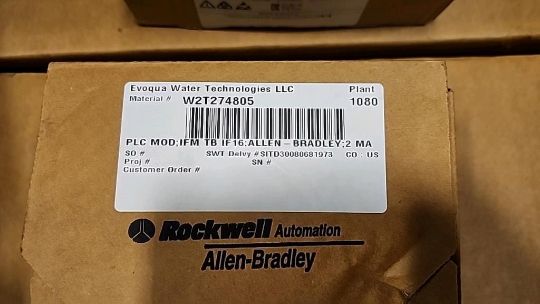 Evoqua Water Technologies LLC Plant
Material # W2T274805 1080
PLC MOD;IFM TB IF16;ALLEN - BRADLEY;2 MA
SO # SWT Delvy # SITD30080681973 CO : US
Proj # SN #
Customer Order #
Rockwell Automation
Allen-Bradley